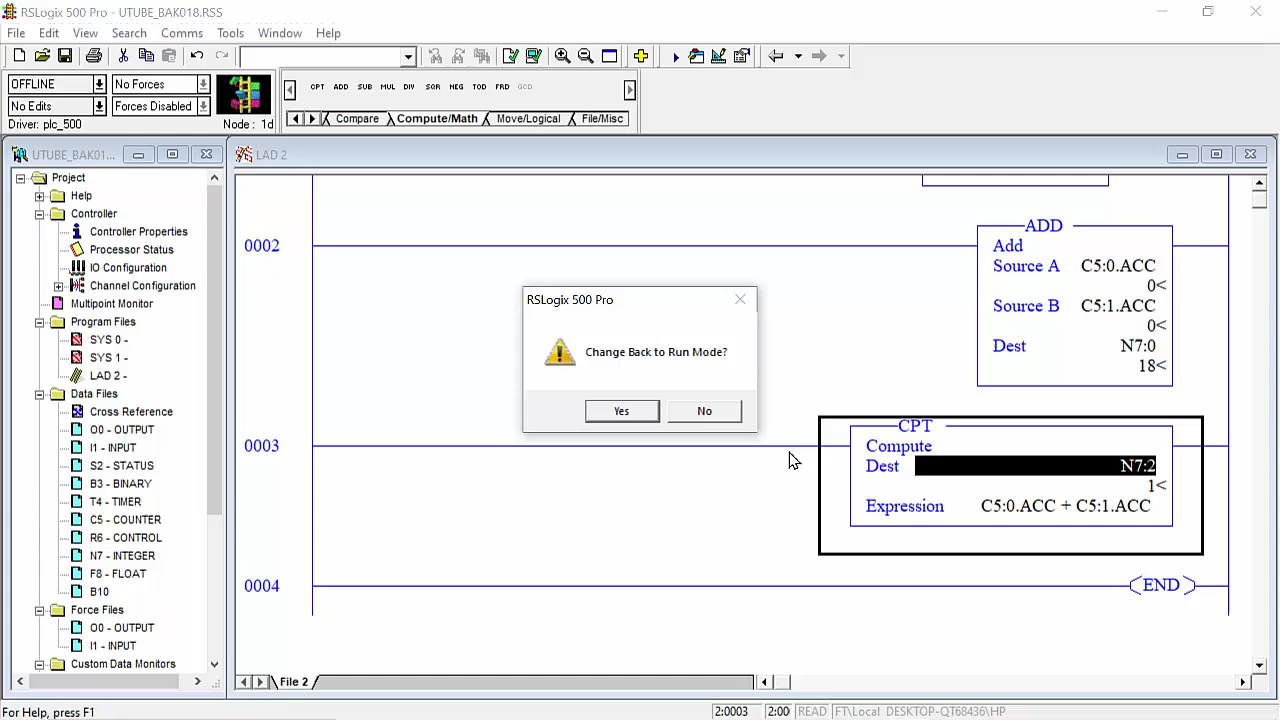 RSLogix 500 Pro - UTUBE_BAK018.RSS
File Edit View Search Comms Tools Window Help
OFFLINE No Forces
No Edits Forces Disabled
Driver: plc_500 Node : 1d
CPT ADD SUB MUL DIV SQR NEG TOD FRD GCD
Compare Compute/Math Move/Logical File/Misc
UTUBE_BAK01...
Project
Help
Controller
Controller Properties
Processor Status
IO Configuration
Channel Configuration
Multipoint Monitor
Program Files
SYS 0 -
SYS 1 -
LAD 2 -
Data Files
Cross Reference
O0 - OUTPUT
I1 - INPUT
S2 - STATUS
B3 - BINARY
T4 - TIMER
C5 - COUNTER
R6 - CONTROL
N7 - INTEGER
F8 - FLOAT
B10
Force Files
O0 - OUTPUT
I1 - INPUT
Custom Data Monitors
LAD 2
0002
ADD
Add
Source A C5:0.ACC
0<
Source B C5:1.ACC
0<
Dest N7:0
18<
RSLogix 500 Pro
Change Back to Run Mode?
Yes No
0003
CPT
Compute
Dest N7:2
1<
Expression C5:0.ACC + C5:1.ACC
0004
END
File 2
For Help, press F1 2:0003 2:00 READ FT\Local DESKTOP-QT68436\HP